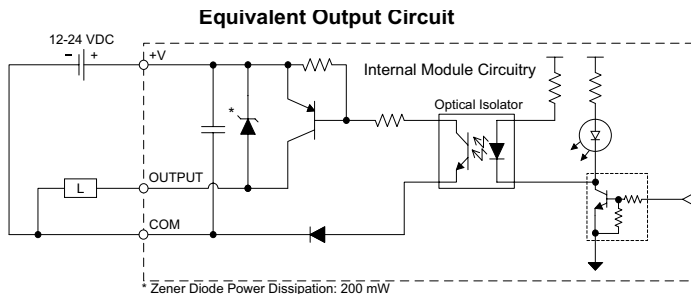 Equivalent Output Circuit
12-24 VDC
− +
+V
Internal Module Circuitry
Optical Isolator
*
L
OUTPUT
COM
* Zener Diode Power Dissipation: 200 mW